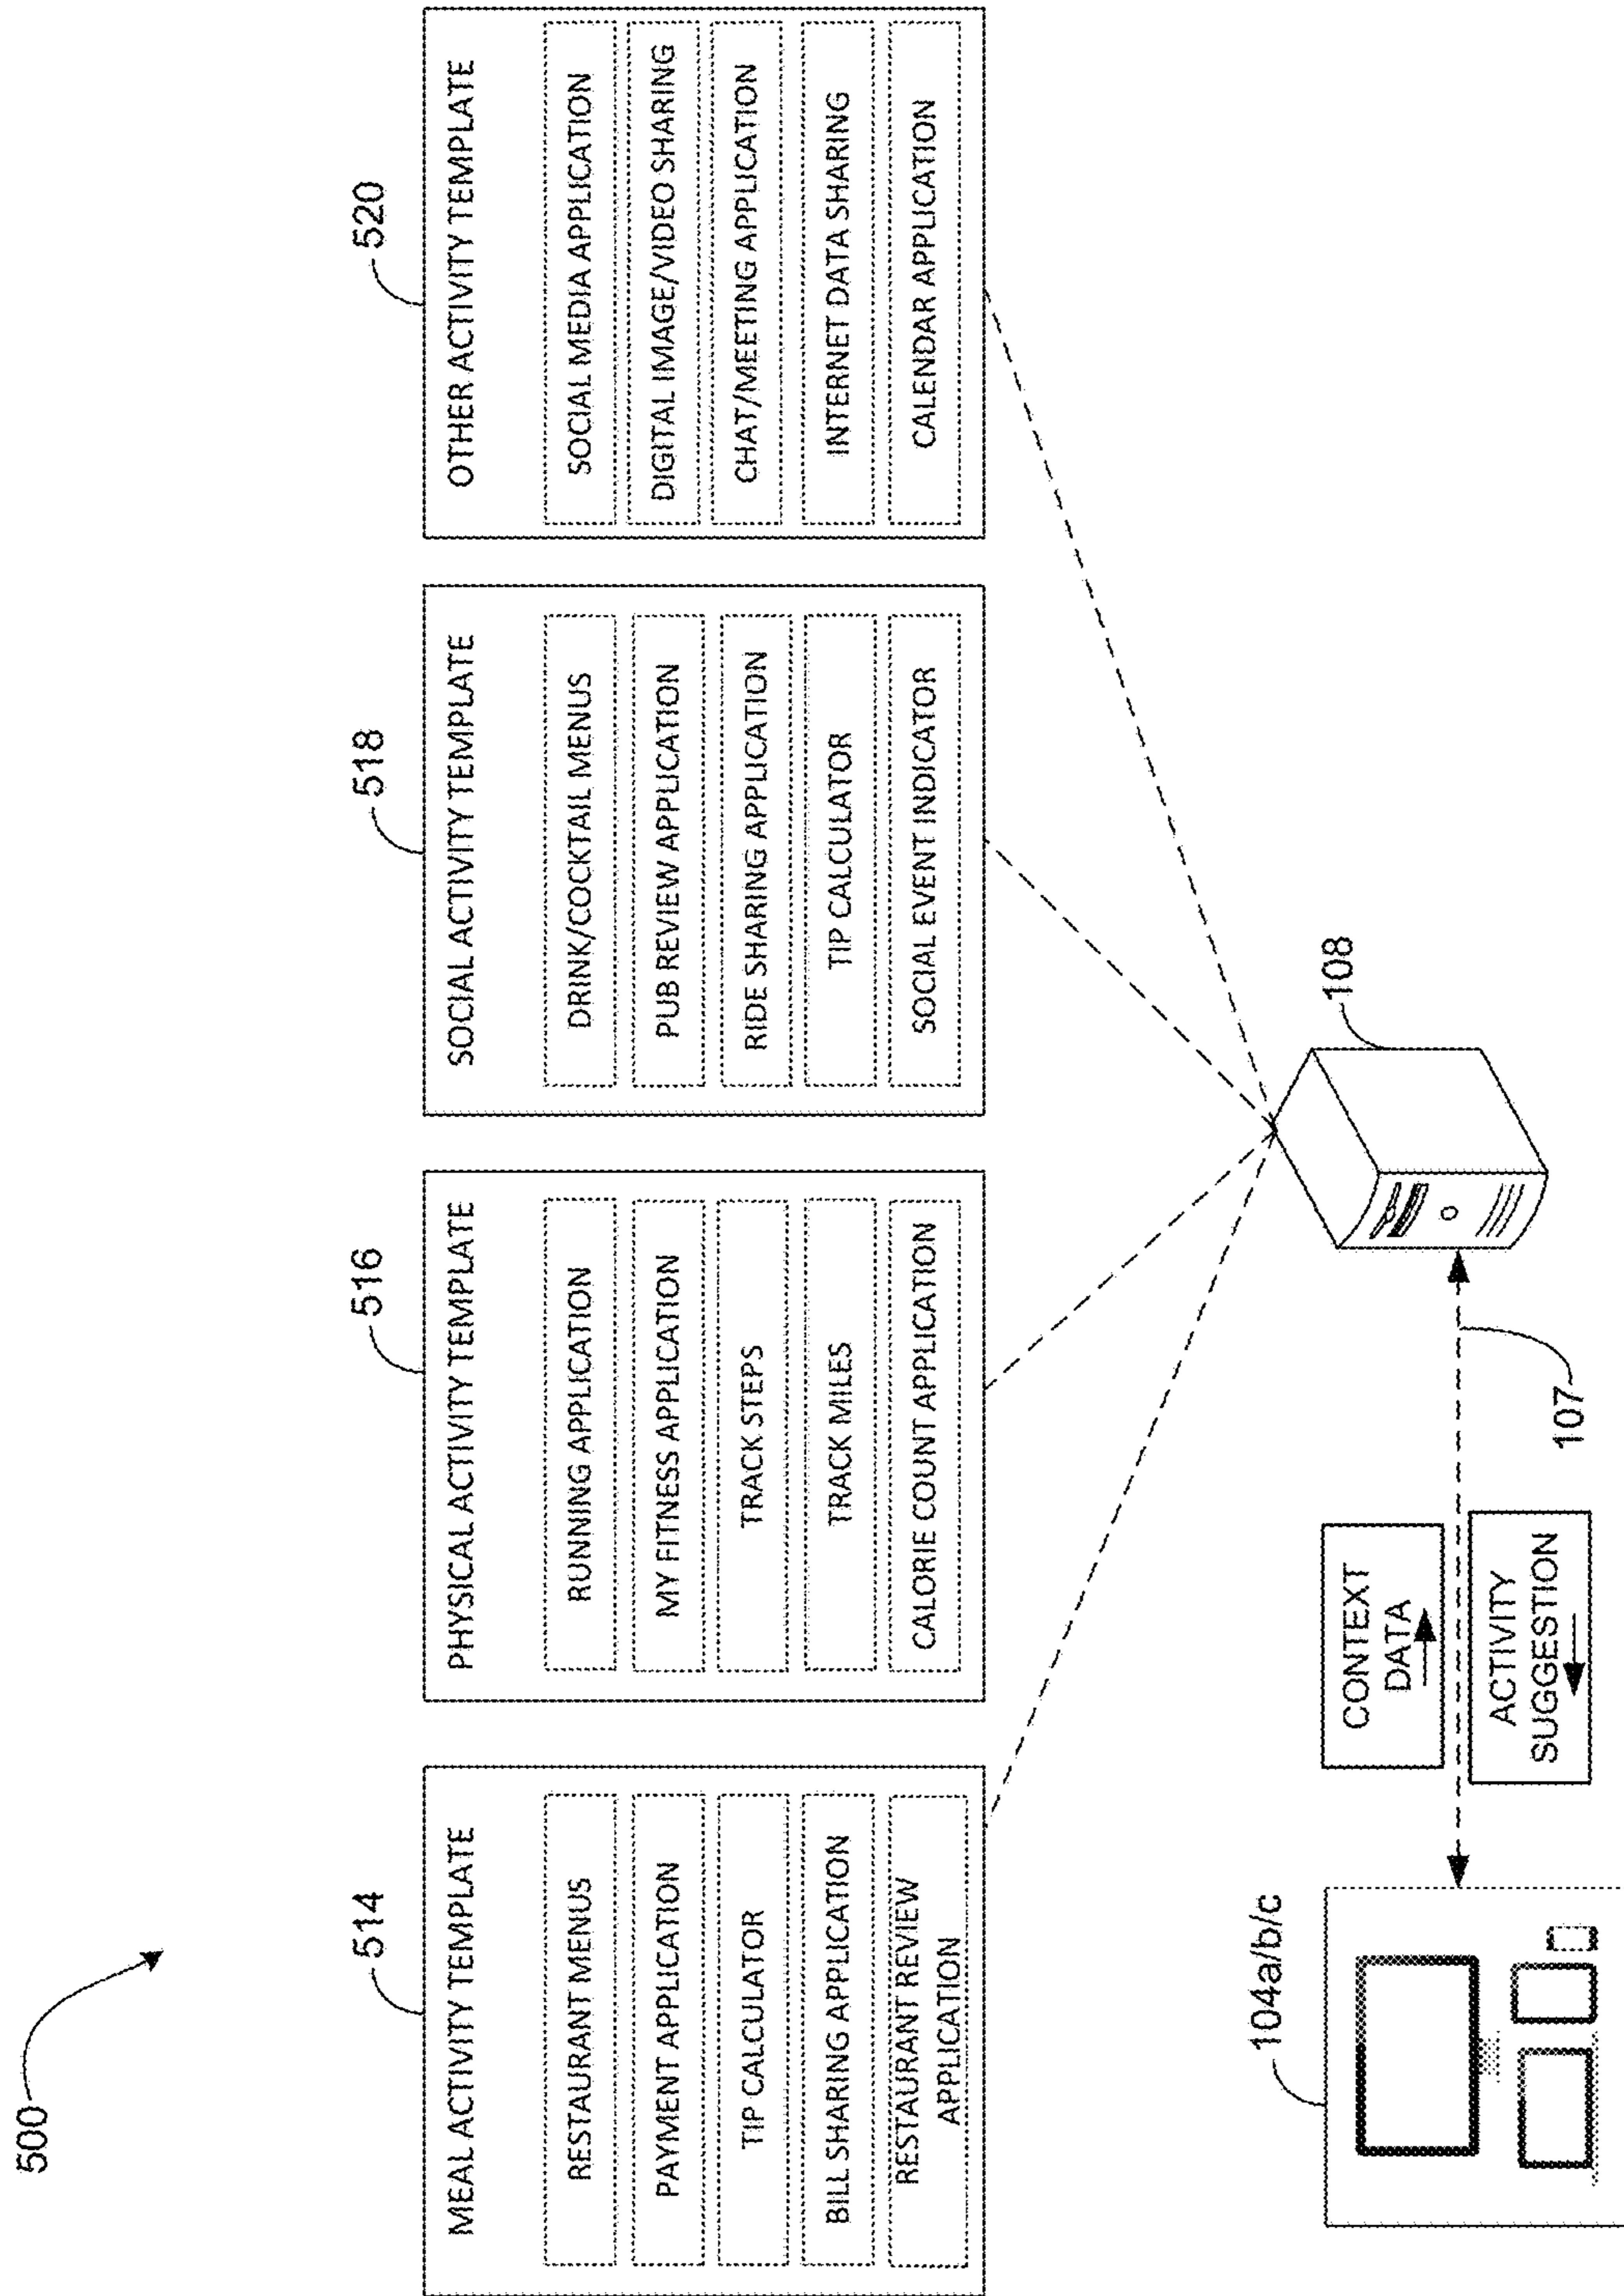 500
514
MEAL ACTIVITY TEMPLATE
RESTAURANT MENUS
PAYMENT APPLICATION
TIP CALCULATOR
BILL SHARING APPLICATION
RESTAURANT REVIEW
APPLICATION
516
PHYSICAL ACTIVITY TEMPLATE
RUNNING APPLICATION
MY FITNESS APPLICATION
TRACK STEPS
TRACK MILES
CALORIE COUNT APPLICATION
518
SOCIAL ACTIVITY TEMPLATE
DRINK/COCKTAIL MENUS
PUB REVIEW APPLICATION
RIDE SHARING APPLICATION
TIP CALCULATOR
SOCIAL EVENT INDICATOR
520
OTHER ACTIVITY TEMPLATE
SOCIAL MEDIA APPLICATION
DIGITAL IMAGE/VIDEO SHARING
CHAT/MEETING APPLICATION
INTERNET DATA SHARING
CALENDAR APPLICATION
104a/b/c
CONTEXT
DATA
ACTIVITY
SUGGESTION
107
108